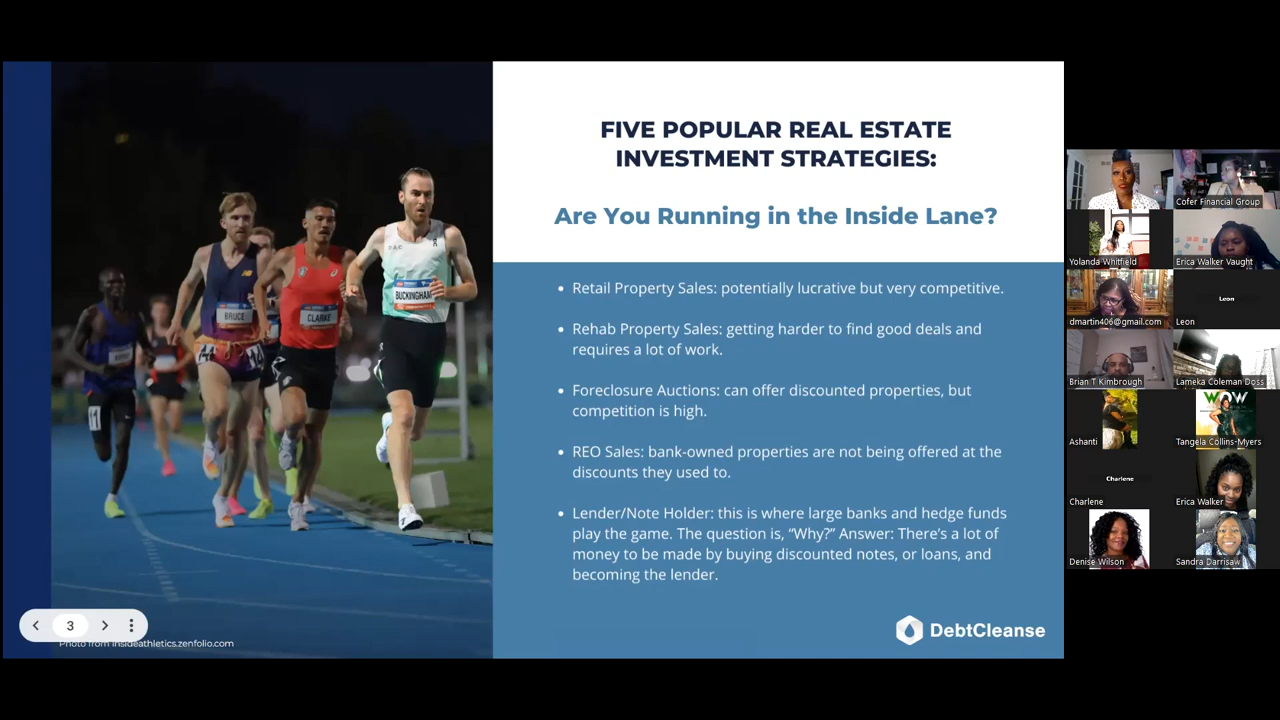 FIVE POPULAR REAL ESTATE
INVESTMENT STRATEGIES:
Are You Running in the Inside Lane?
• Retail Property Sales: potentially lucrative but very competitive.
• Rehab Property Sales: getting harder to find good deals and
requires a lot of work.
• Foreclosure Auctions: can offer discounted properties, but
competition is high.
• REO Sales: bank-owned properties are not being offered at the
discounts they used to.
• Lender/Note Holder: this is where large banks and hedge funds
play the game. The question is, “Why?” Answer: There’s a lot of
money to be made by buying discounted notes, or loans, and
becoming the lender.
DebtCleanse
BRUCE
CLARKE
BUCKINGHAM
11
3
Photo from insideathletics.zenfolio.com
Cofer Financial Group
Yolanda Whitfield
Erica Walker Vaught
dmartin406@gmail.com
Leon
Leon
Brian T Kimbrough
Lameka Coleman Doss
Ashanti
WOW
Tangela Collins-Myers
Charlene
Charlene
Erica Walker
Denise Wilson
Sandra Darrisaw